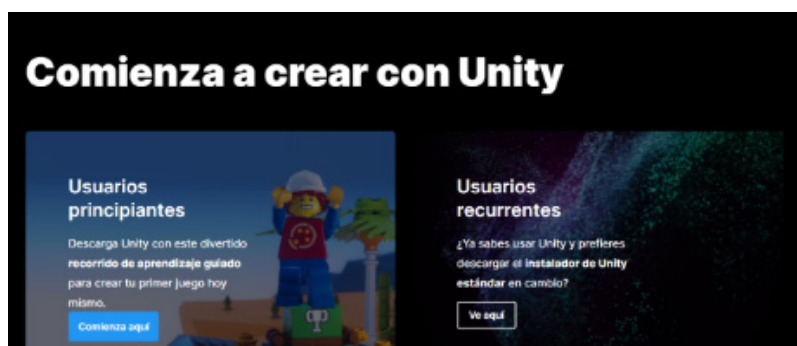 Comienza a crear con Unity
Usuarios
principiantes
Descarga Unity con este divertido
recorrido de aprendizaje guiado
para crear tu primer juego hoy
mismo.
Comienza aquí
Usuarios
recurrentes
¿Ya sabes usar Unity y prefieres
descargar el instalador de Unity
estándar en cambio?
Ve aquí